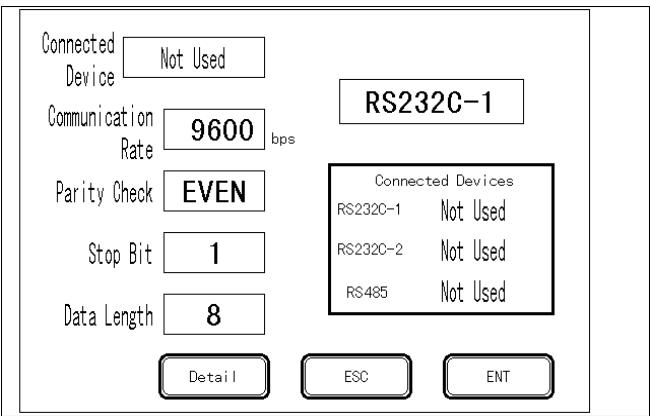 Connected
Device
Not Used
Communication
Rate
9600
bps
Parity Check
EVEN
Stop Bit
1
Data Length
8
RS232C-1
Connected Devices
RS232C-1 Not Used
RS232C-2 Not Used
RS485 Not Used
Detail
ESC
ENT